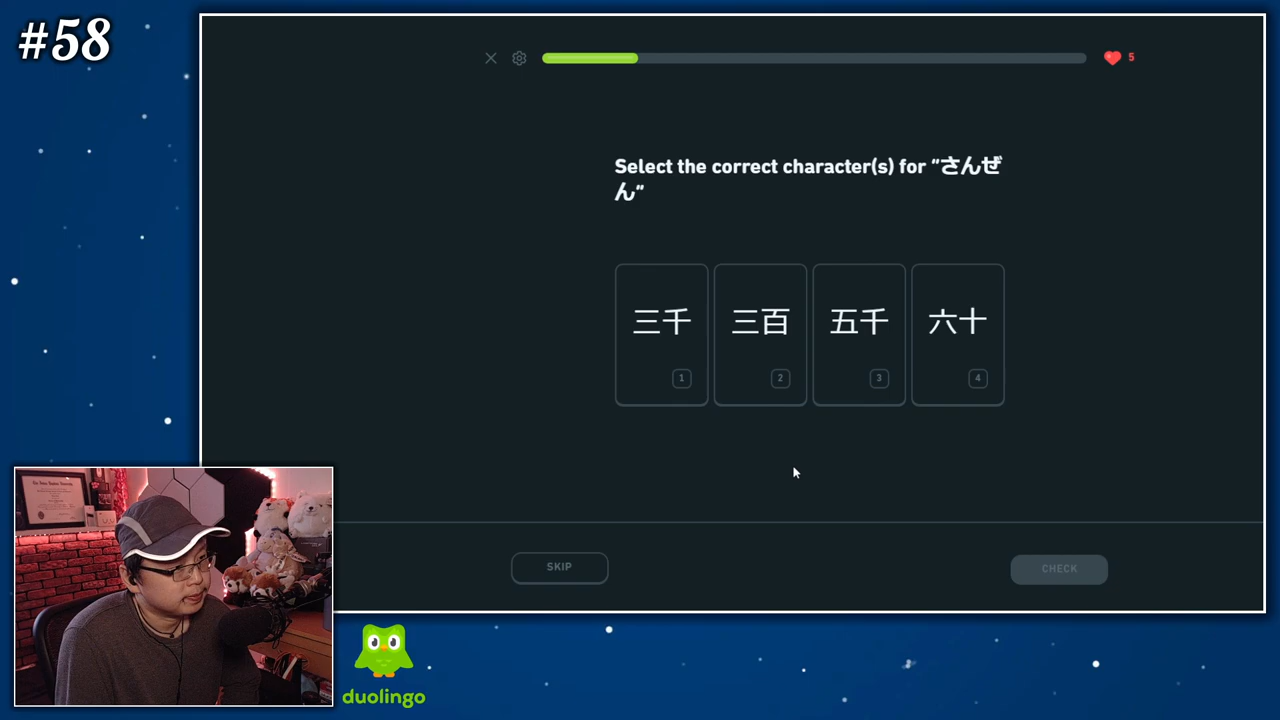 #58
5
Select the correct character(s) for "さんぜ
ん"
三千
三百
五千
六十
1
2
3
4
SKIP
CHECK
duolingo